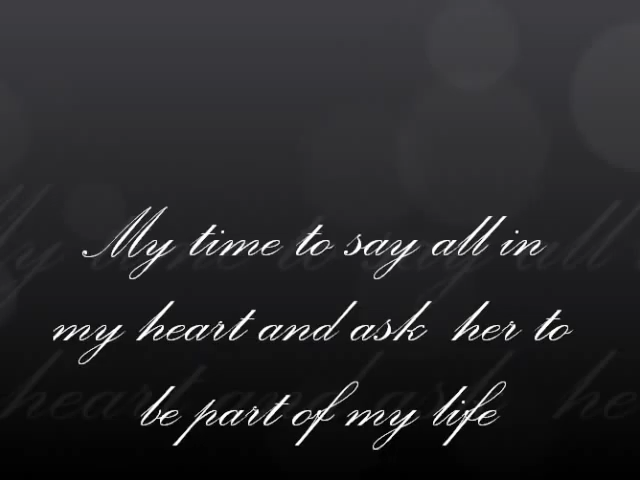 My time to say all in
my heart and ask her to
be part of my life